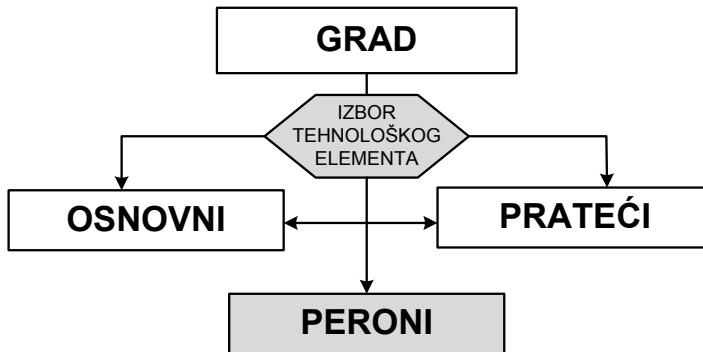 GRAD
IZBOR
TEHNOLOŠKOG
ELEMENTA
OSNOVNI
PRATEĆI
PERONI